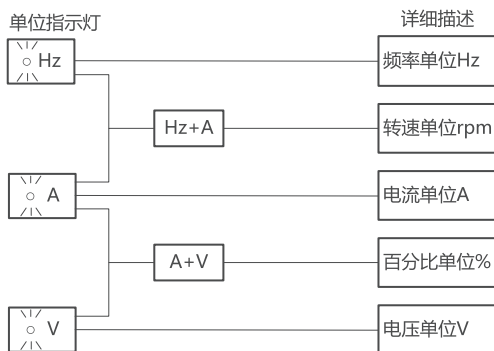 单位指示灯
详细描述
Hz
频率单位Hz
Hz+A
转速单位rpm
A
电流单位A
A+V
百分比单位%
V
电压单位V